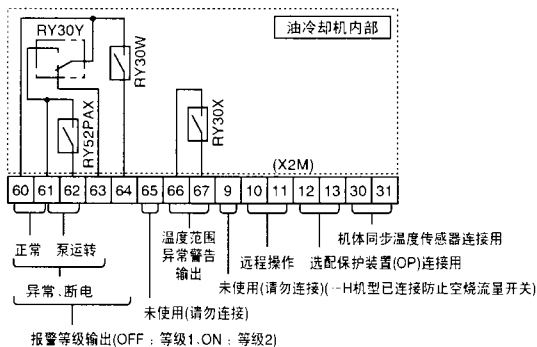 油冷却机内部
RY30Y
RY30W
RY52PAX
RY30X
(X2M)
60 61 62 63 64 65 66 67 9 10 11 12 13 30 31
正常 泵运转
温度范围
异常警告
输出
机体同步温度传感器连接用
远程操作 选配保护装置(OP)连接用
异常、断电
未使用(请勿连接)(--H机型已连接防止空烧流量开关)
未使用(请勿连接)
报警等级输出(OFF：等级1、ON：等级2)